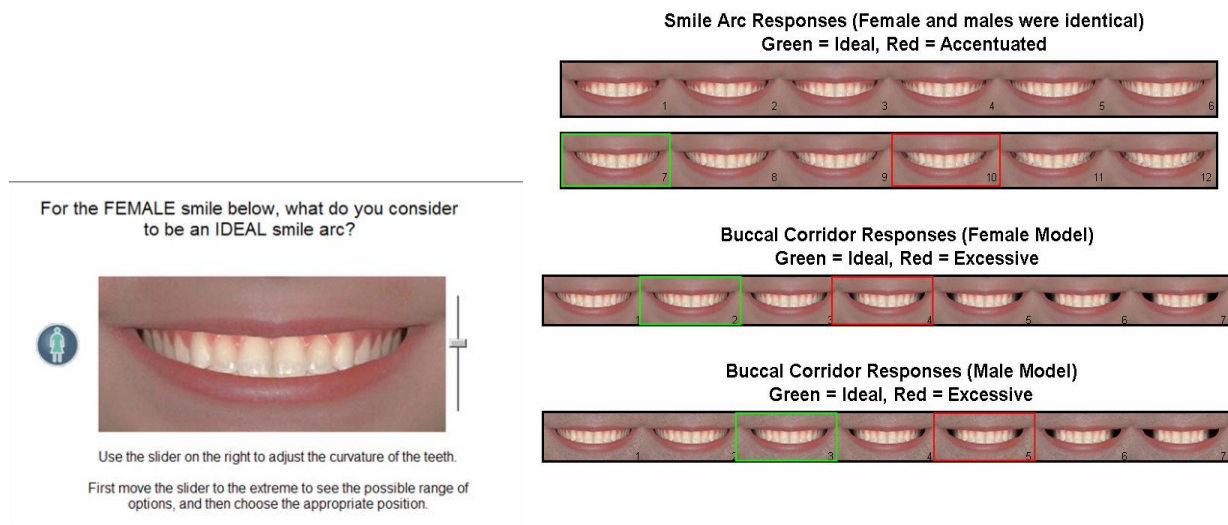 For the FEMALE smile below, what do you consider
to be an IDEAL smile arc?
Use the slider on the right to adjust the curvature of the teeth.
First move the slider to the extreme to see the possible range of
options, and then choose the appropriate position.
Smile Arc Responses (Female and males were identical)
Green = Ideal, Red = Accentuated
1 2 3 4 5 6
7 8 9 10 11 12
Buccal Corridor Responses (Female Model)
Green = Ideal, Red = Excessive
1 2 3 4 5 6 7
Buccal Corridor Responses (Male Model)
Green = Ideal, Red = Excessive
1 2 3 4 5 6 7